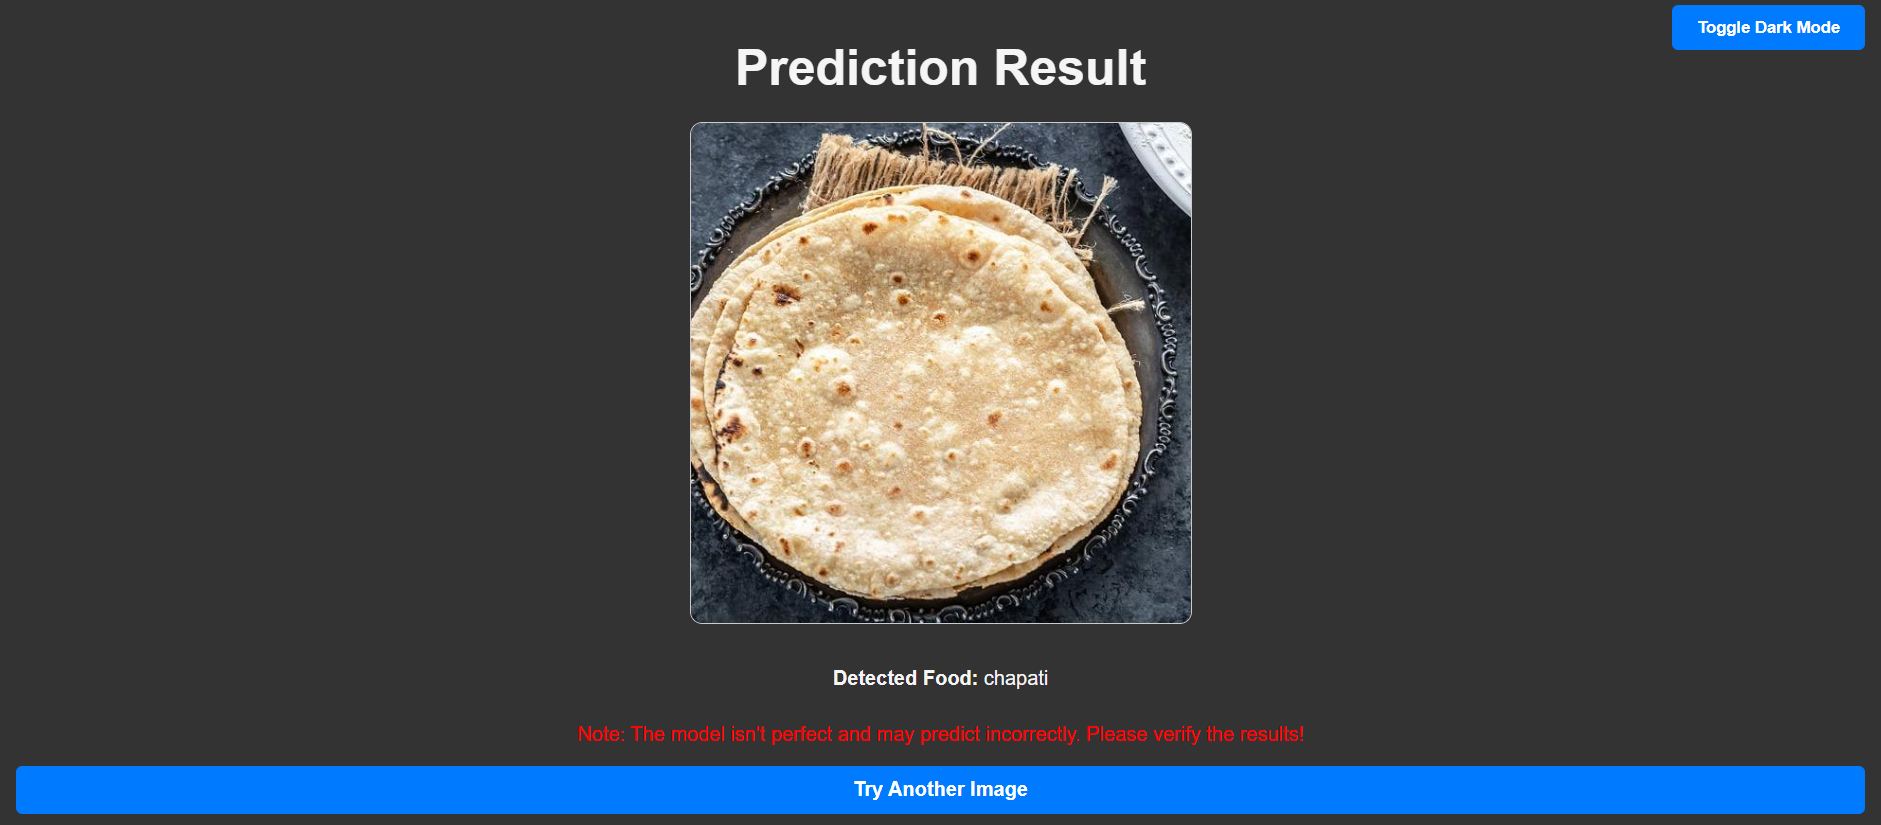 Toggle Dark Mode
Prediction Result
Detected Food: chapati
Note: The model isn't perfect and may predict incorrectly. Please verify the results!
Try Another Image